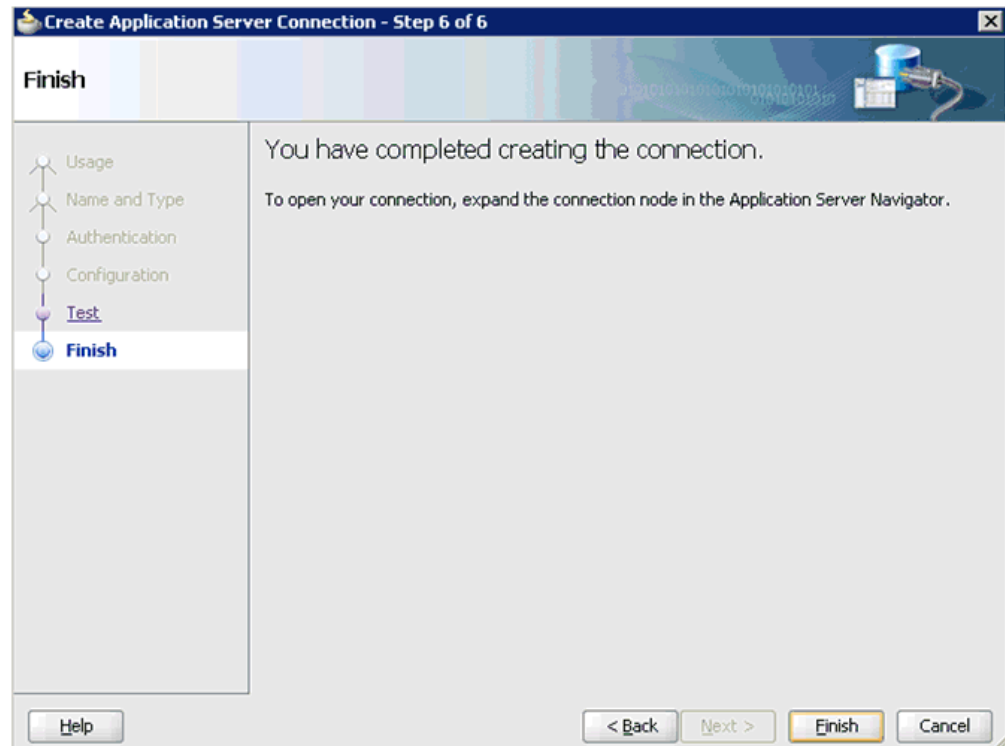 Create Application Server Connection - Step 6 of 6
Finish
Usage
Name and Type
Authentication
Configuration
Test
Finish
You have completed creating the connection.
To open your connection, expand the connection node in the Application Server Navigator.
Help
< Back
Next >
Finish
Cancel